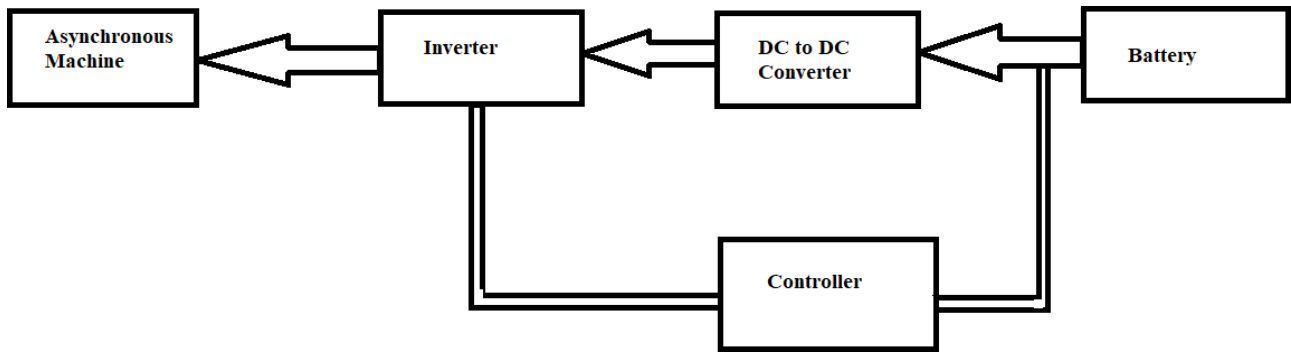 Asynchronous
Machine
Inverter
DC to DC
Converter
Battery
Controller